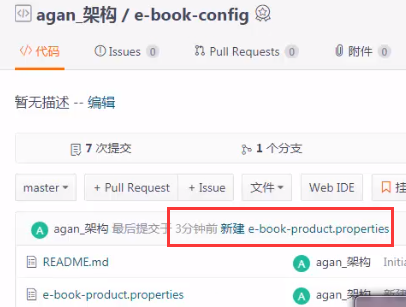 agan_架构 / e-book-config
代码 Issues 0 Pull Requests 0 附件 0
暂无描述 -- 编辑
7 次提交 1 个分支
master + Pull Request + Issue 文件 Web IDE 挂
A agan_架构 最后提交于 3分钟前 新建 e-book-product.properties
README.md A agan_架构 Initia
e-book-product.properties A agan_架构